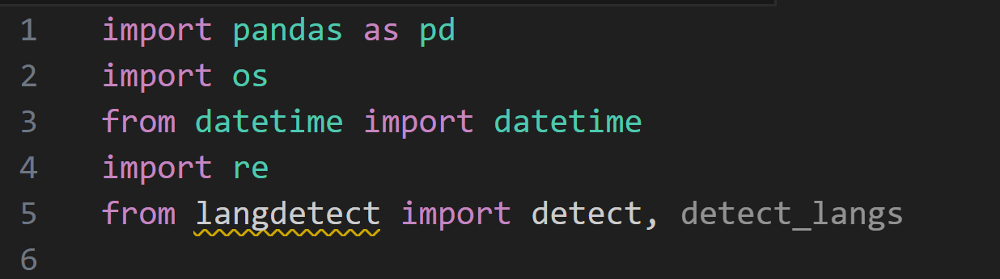 1 import pandas as pd
2 import os
3 from datetime import datetime
4 import re
5 from langdetect import detect, detect_langs
6